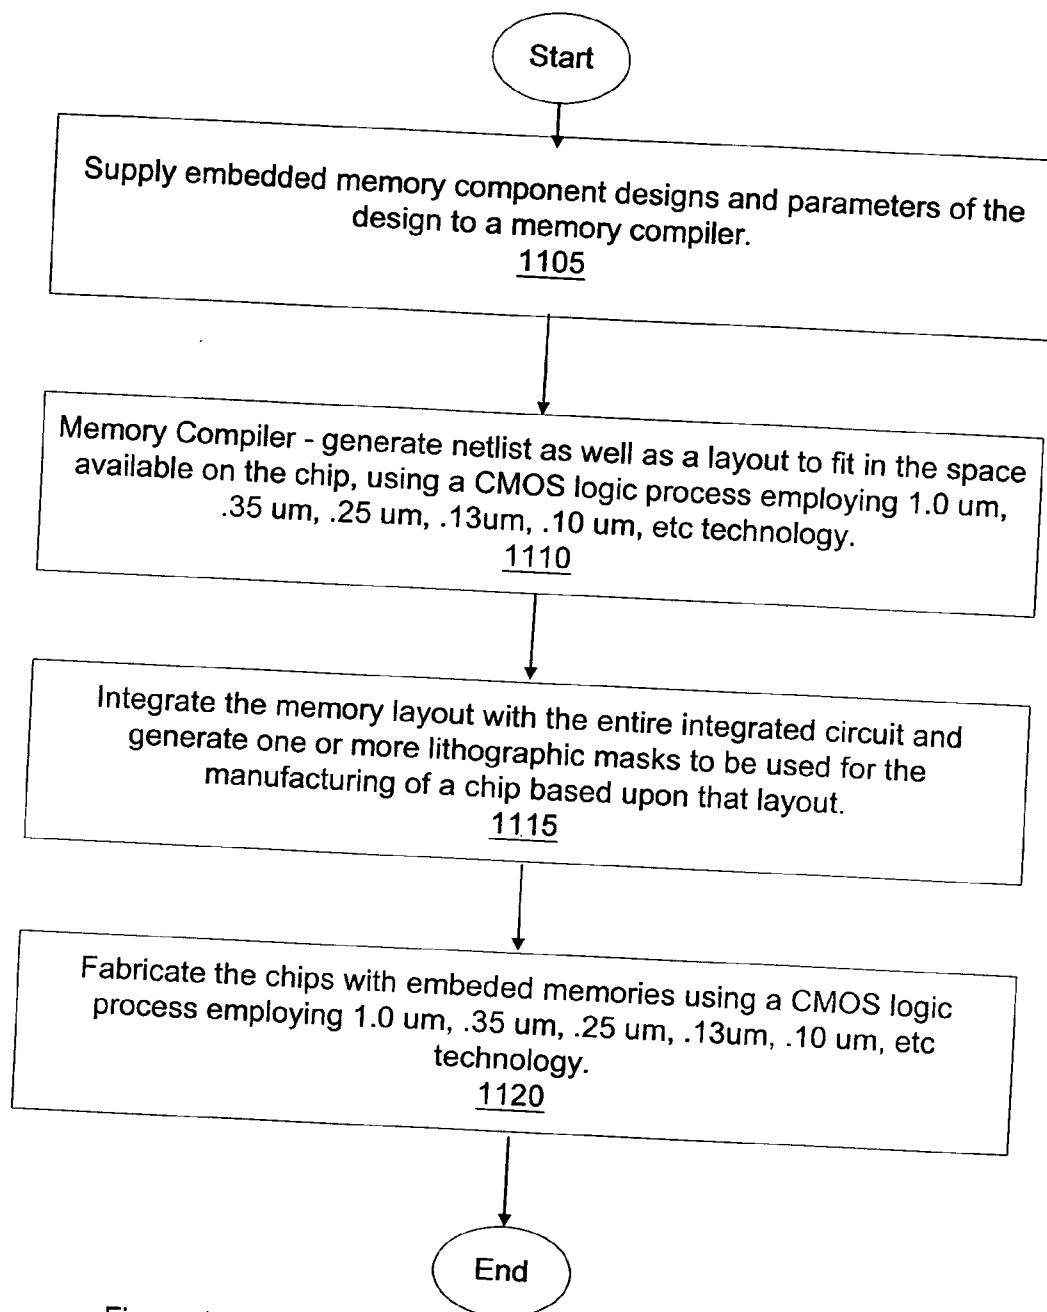 Start
Supply embedded memory component designs and parameters of the
design to a memory compiler.
1105
Memory Compiler - generate netlist as well as a layout to fit in the space
available on the chip, using a CMOS logic process employing 1.0 um,
.35 um, .25 um, .13um, .10 um, etc technology.
1110
Integrate the memory layout with the entire integrated circuit and
generate one or more lithographic masks to be used for the
manufacturing of a chip based upon that layout.
1115
Fabricate the chips with embeded memories using a CMOS logic
process employing 1.0 um, .35 um, .25 um, .13um, .10 um, etc
technology.
1120
End